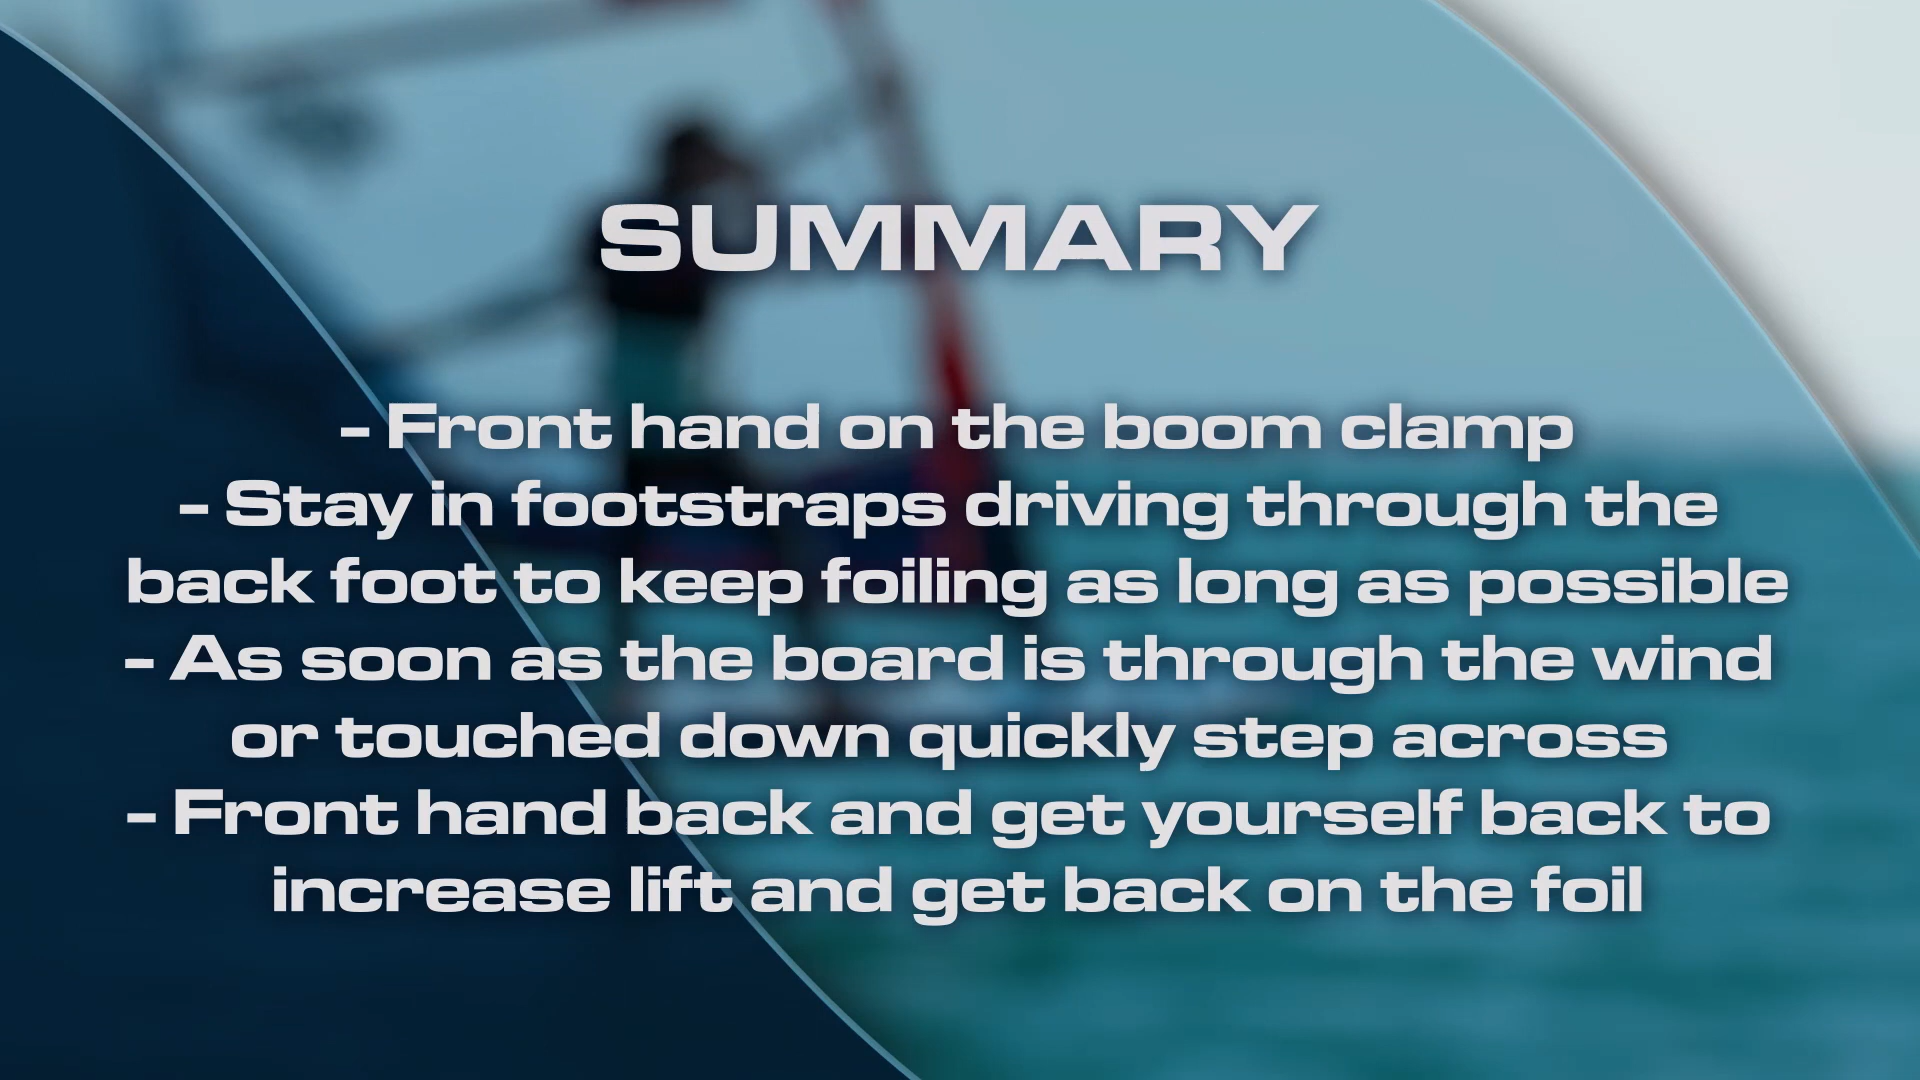 SUMMARY
- Front hand on the boom clamp
- Stay in footstraps driving through the
back foot to keep foiling as long as possible
- As soon as the board is through the wind
or touched down quickly step across
- Front hand back and get yourself back to
increase lift and get back on the foil